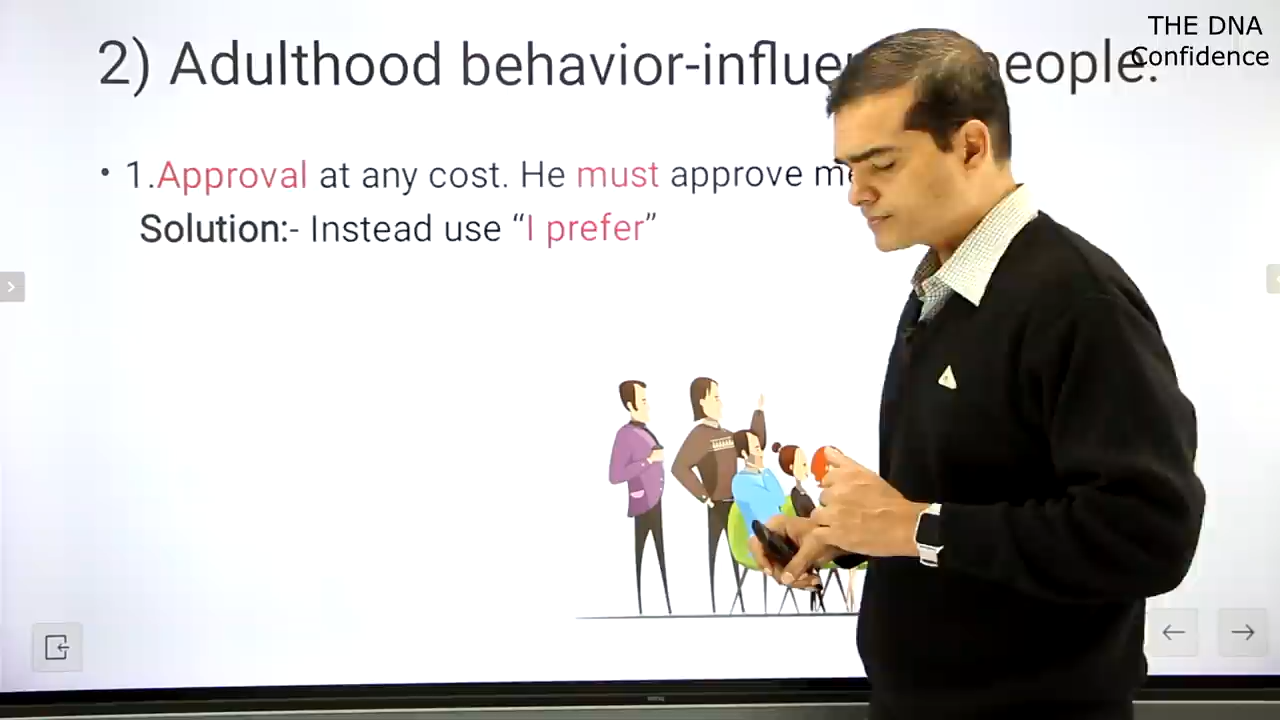 THE DNA
Confidence
2) Adulthood behavior-influe
eople.
• 1.Approval at any cost. He must approve me
Solution:- Instead use “I prefer”